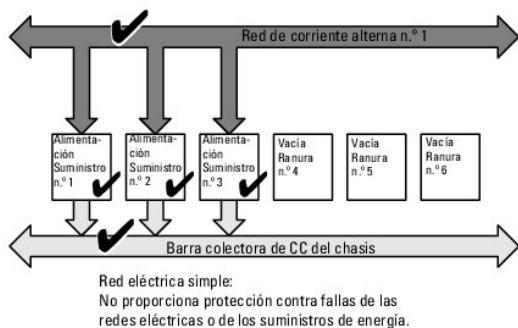 Red de corriente alterna n.º 1
Alimenta-
ción
Suministro
n.º 1
Alimenta-
ción
Suministro
n.º 2
Alimenta-
ción
Suministro
n.º 3
Vacía
Ranura
n.º 4
Vacía
Ranura
n.º 5
Vacía
Ranura
n.º 6
Barra colectora de CC del chasis
Red eléctrica simple:
No proporciona protección contra fallas de las
redes eléctricas o de los suministros de energía.